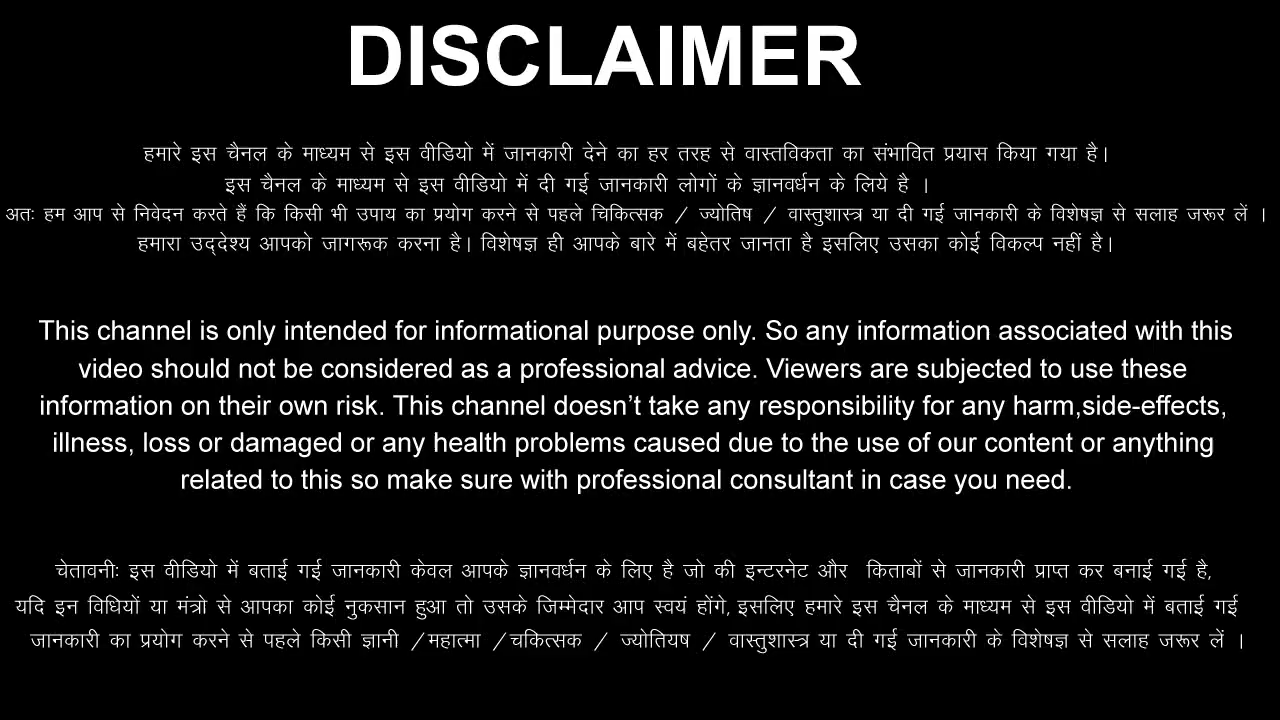 DISCLAIMER
हमारे इस चैनल के माध्यम से इस वीडियो में जानकारी देने का हर तरह से वास्तविकता का संभावित प्रयास किया गया है।
इस चैनल के माध्यम से इस वीडियो में दी गई जानकारी लोगों के ज्ञानवर्धन के लिये है ।
अतः हम आप से निवेदन करते हैं कि किसी भी उपाय का प्रयोग करने से पहले चिकित्सक / ज्योतिष / वास्तुशास्त्र या दी गई जानकारी के विशेषज्ञ से सलाह जरूर लें ।
हमारा उद्देश्य आपको जागरूक करना है। विशेषज्ञ ही आपके बारे में बहेतर जानता है इसलिए उसका कोई विकल्प नहीं है।
This channel is only intended for informational purpose only. So any information associated with this
video should not be considered as a professional advice. Viewers are subjected to use these
information on their own risk. This channel doesn’t take any responsibility for any harm,side-effects,
illness, loss or damaged or any health problems caused due to the use of our content or anything
related to this so make sure with professional consultant in case you need.
चेतावनीः इस वीडियो में बताई गई जानकारी केवल आपके ज्ञानवर्धन के लिए है जो की इन्टरनेट और किताबों से जानकारी प्राप्त कर बनाई गई है,
यदि इन विधियों या मंत्रो से आपका कोई नुकसान हुआ तो उसके जिम्मेदार आप स्वयं होंगे, इसलिए हमारे इस चैनल के माध्यम से इस वीडियो में बताई गई
जानकारी का प्रयोग करने से पहले किसी ज्ञानी /महात्मा /चकित्सक / ज्योतियष / वास्तुशास्त्र या दी गई जानकारी के विशेषज्ञ से सलाह जरूर लें ।